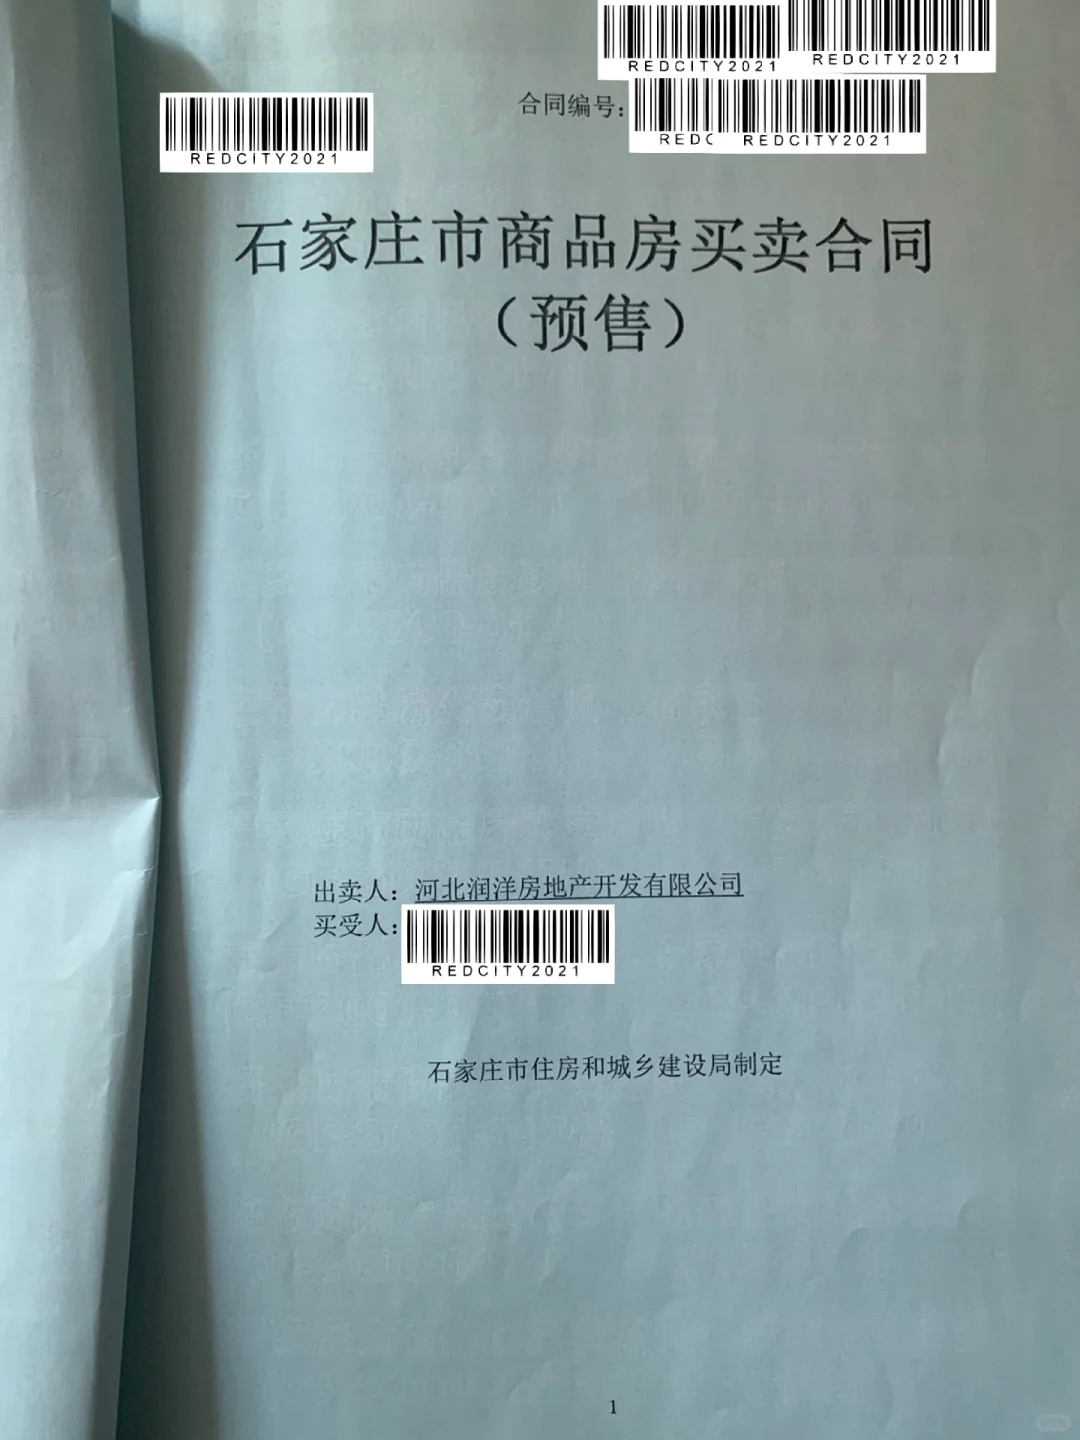 REDCITY2021
REDCITY2021
REDCITY2021
合同编号：
REDC
REDCITY2021
石家庄市商品房买卖合同
（预售）
出卖人：河北润洋房地产开发有限公司
买受人：
REDCITY2021
石家庄市住房和城乡建设局制定
1